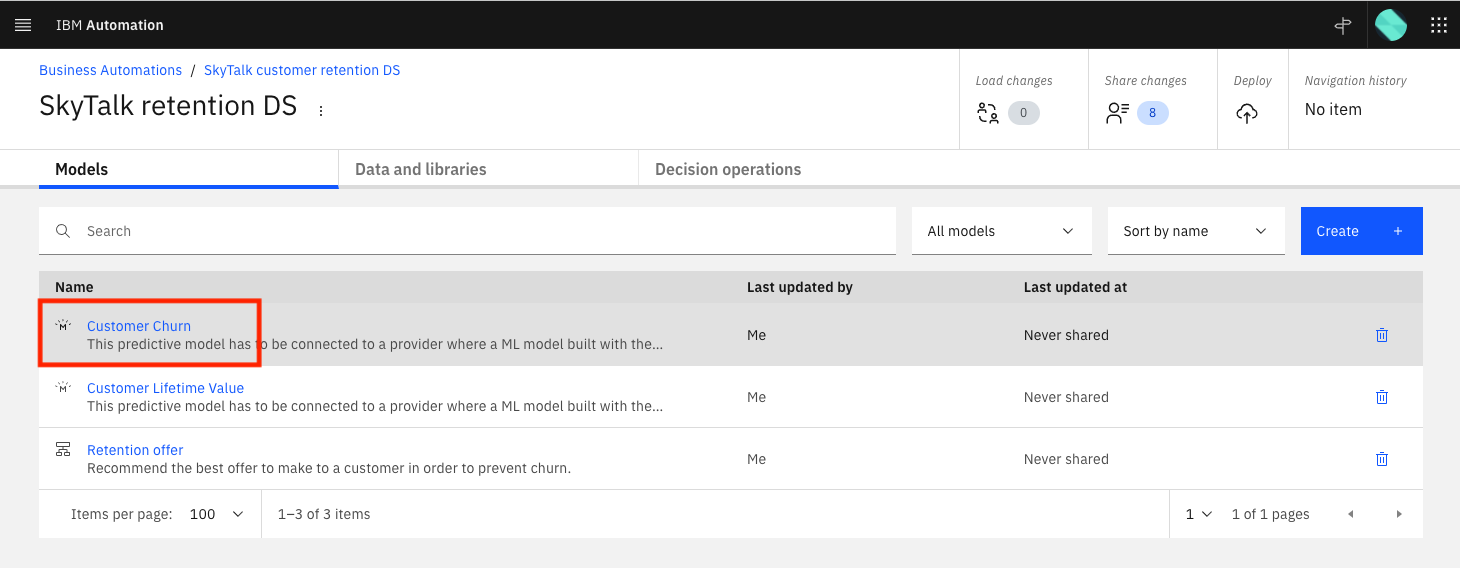 IBM Automation
Business Automations / SkyTalk customer retention DS
SkyTalk retention DS
Load changes
0
Share changes
8
Deploy
Navigation history
No item
Models
Data and libraries
Decision operations
Search
All models
Sort by name
Create +
Name
Last updated by
Last updated at
M
Customer Churn
This predictive model has to be connected to a provider where a ML model built with the...
Me
Never shared
M
Customer Lifetime Value
This predictive model has to be connected to a provider where a ML model built with the...
Me
Never shared
Retention offer
Recommend the best offer to make to a customer in order to prevent churn.
Me
Never shared
Items per page: 100
1–3 of 3 items
1
1 of 1 pages